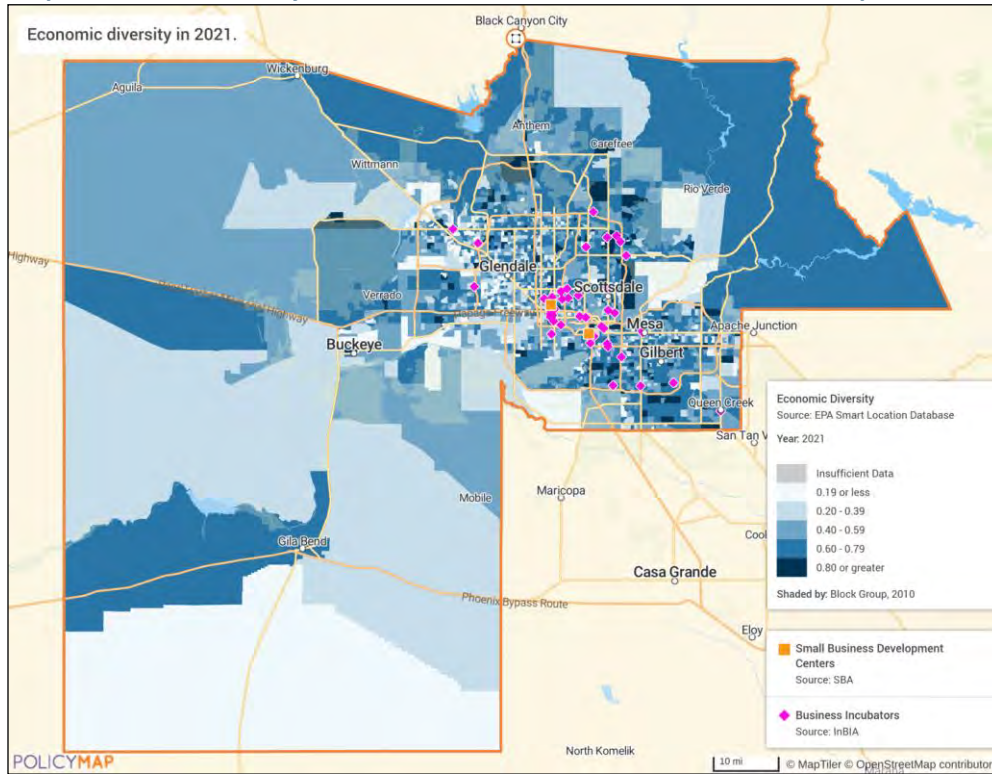 Economic diversity in 2021.
Black Canyon City
Wickenburg
Aguila
Anthem
Carefree
Wittmann
Rio Verde
Highway
Glendale
Scottsdale
Verrado
Highway
Papago Freeway
Mesa
Apache Junction
Buckeye
Gilbert
Queen Creek
San Tan V
Mobile
Maricopa
Gila Bend
Casa Grande
Phoenix Bypass Route
Eloy
North Komelik
Economic Diversity
Source: EPA Smart Location Database
Year: 2021
Insufficient Data
0.19 or less
0.20 - 0.39
0.40 - 0.59
0.60 - 0.79
0.80 or greater
Shaded by: Block Group, 2010
Cool
Small Business Development
Centers
Source: SBA
Business Incubators
Source: InBIA
POLICYMAP
10 mi
© MapTiler © OpenStreetMap contributor